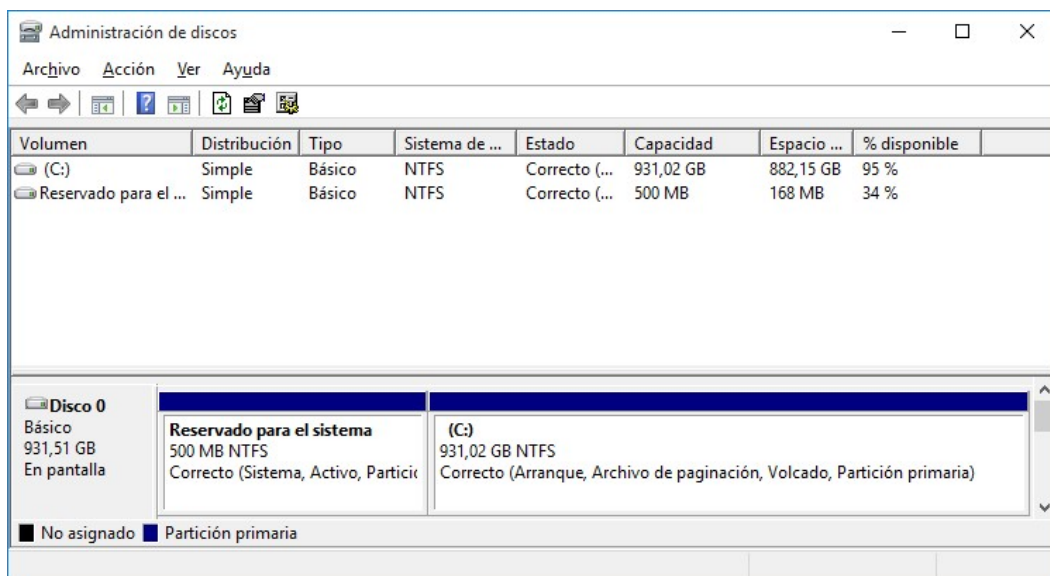 Administración de discos
Archivo Acción Ver Ayuda
Volumen Distribución Tipo Sistema de ... Estado Capacidad Espacio ... % disponible
(C:) Simple Básico NTFS Correcto (... 931,02 GB 882,15 GB 95 %
Reservado para el ... Simple Básico NTFS Correcto (... 500 MB 168 MB 34 %
Disco 0
Básico
931,51 GB
En pantalla
Reservado para el sistema
500 MB NTFS
Correcto (Sistema, Activo, Partici
(C:)
931,02 GB NTFS
Correcto (Arranque, Archivo de paginación, Volcado, Partición primaria)
No asignado Partición primaria